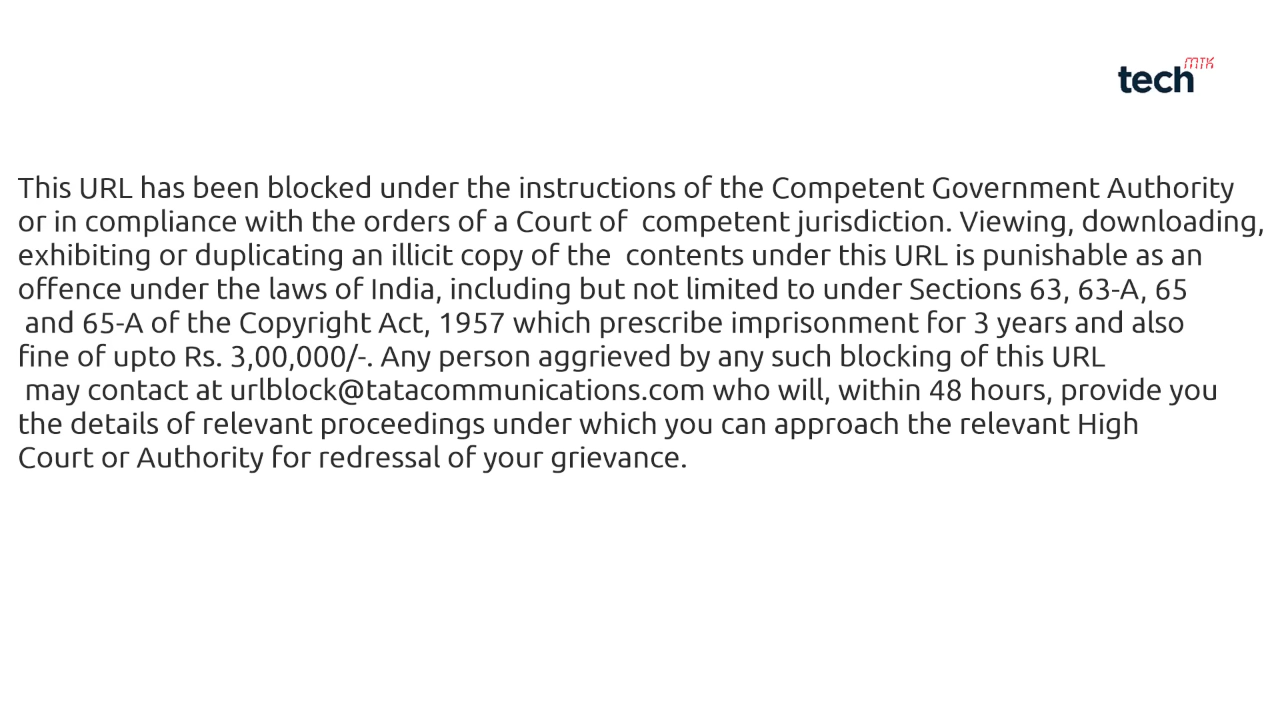 tech MTK
This URL has been blocked under the instructions of the Competent Government Authority
or in compliance with the orders of a Court of  competent jurisdiction. Viewing, downloading,
exhibiting or duplicating an illicit copy of the  contents under this URL is punishable as an
offence under the laws of India, including but not limited to under Sections 63, 63-A, 65
and 65-A of the Copyright Act, 1957 which prescribe imprisonment for 3 years and also
fine of upto Rs. 3,00,000/-. Any person aggrieved by any such blocking of this URL
may contact at urlblock@tatacommunications.com who will, within 48 hours, provide you
the details of relevant proceedings under which you can approach the relevant High
Court or Authority for redressal of your grievance.